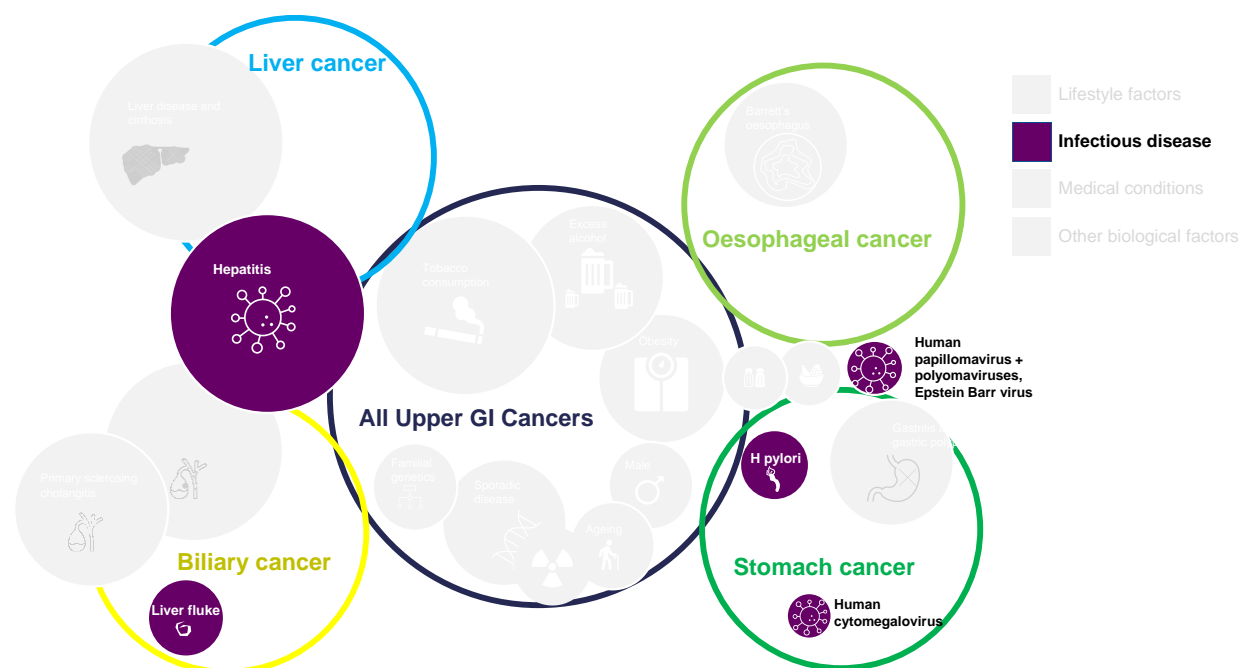 Liver cancer
Liver disease and
cirrhosis
Hepatitis
Primary sclerosing
cholangitis
Biliary cancer
Liver fluke
Tobacco
consumption
Excess
alcohol
Obesity
All Upper GI Cancers
Familial
genetics
Sporadic
disease
Male
Ageing
Barrett's
oesophagus
Oesophageal cancer
Human
papillomavirus +
polyomaviruses,
Epstein Barr virus
H pylori
Gastritis
gastric
Stomach cancer
Human
cytomegalovirus
Lifestyle factors
Infectious disease
Medical conditions
Other biological factors